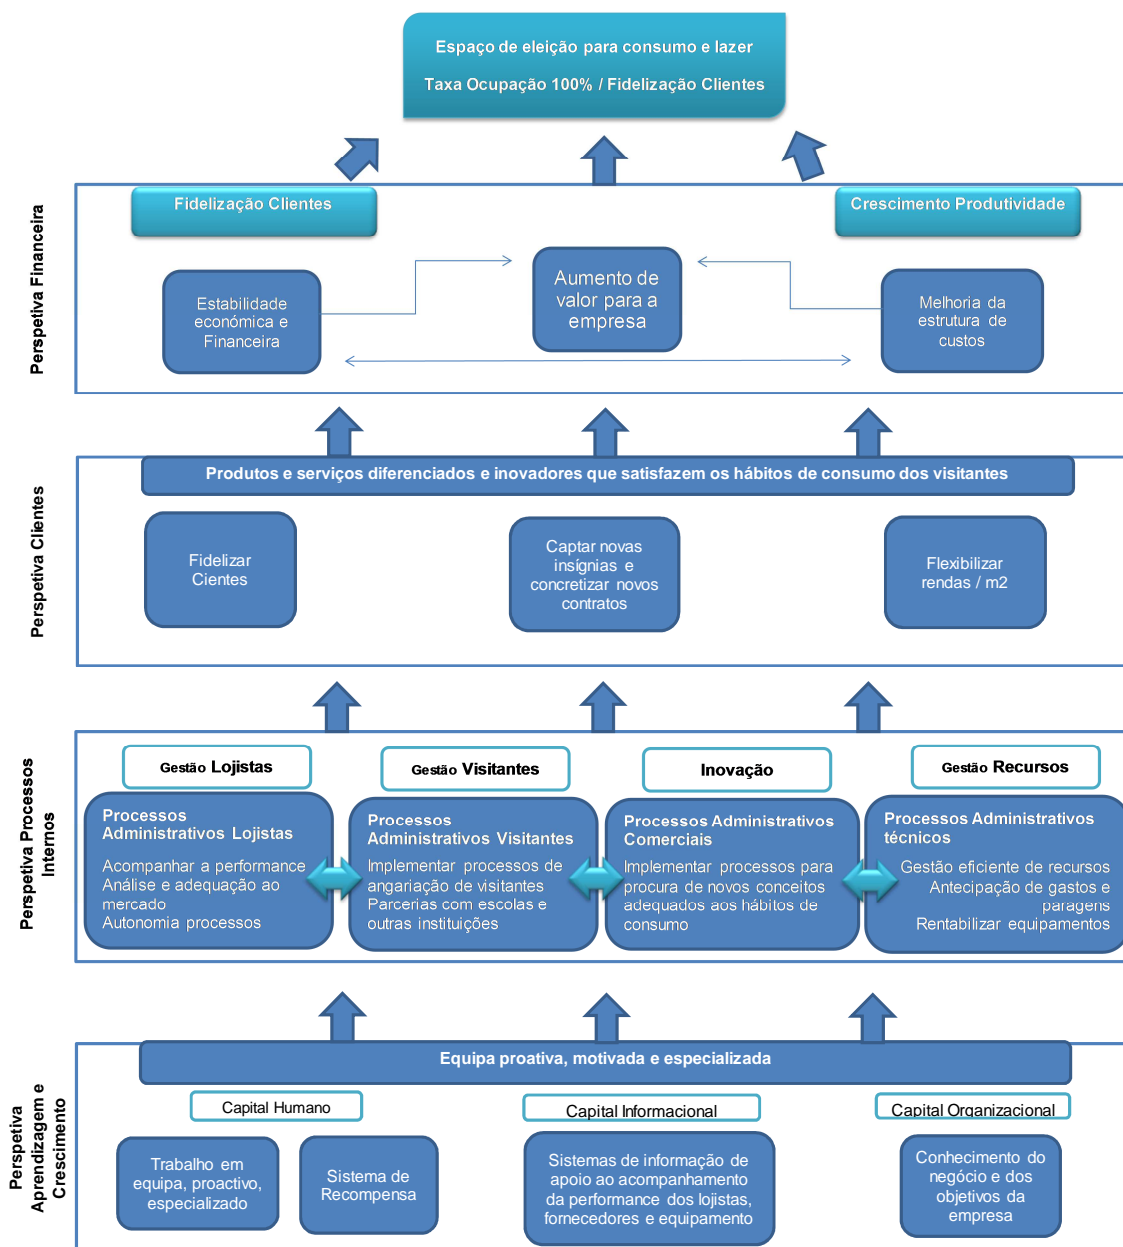 Espaço de eleição para consumo e lazer
Taxa Ocupação 100% / Fidelização Clientes
Perspetiva Financeira
Fidelização Clientes
Crescimento Produtividade
Estabilidade
económica e
Financeira
Aumento de
valor para a
empresa
Melhoria da
estrutura de
custos
Perspetiva Clientes
Produtos e serviços diferenciados e inovadores que satisfazem os hábitos de consumo dos visitantes
Fidelizar
Cientes
Captar novas
insígnias e
concretizar novos
contratos
Flexibilizar
rendas / m2
Perspetiva Processos
Internos
Gestão Lojistas
Gestão Visitantes
Inovação
Gestão Recursos
Processos
Administrativos Lojistas
Acompanhar a performance
Análise e adequação ao
mercado
Autonomia processos
Processos
Administrativos Visitantes
Implementar processos de
angariação de visitantes
Parcerias com escolas e
outras instituições
Processos Administrativos
Comerciais
Implementar processos para
procura de novos conceitos
adequados aos hábitos de
consumo
Processos Administrativos
técnicos
Gestão eficiente de recursos
Antecipação de gastos e
paragens
Rentabilizar equipamentos
Perspetiva
Aprendizagem e
Crescimento
Equipa proativa, motivada e especializada
Capital Humano
Capital Informacional
Capital Organizacional
Trabalho em
equipa, proactivo,
especializado
Sistema de
Recompensa
Sistemas de informação de
apoio ao acompanhamento
da performance dos lojistas,
fornecedores e equipamento
Conhecimento do
negócio e dos
objetivos da
empresa